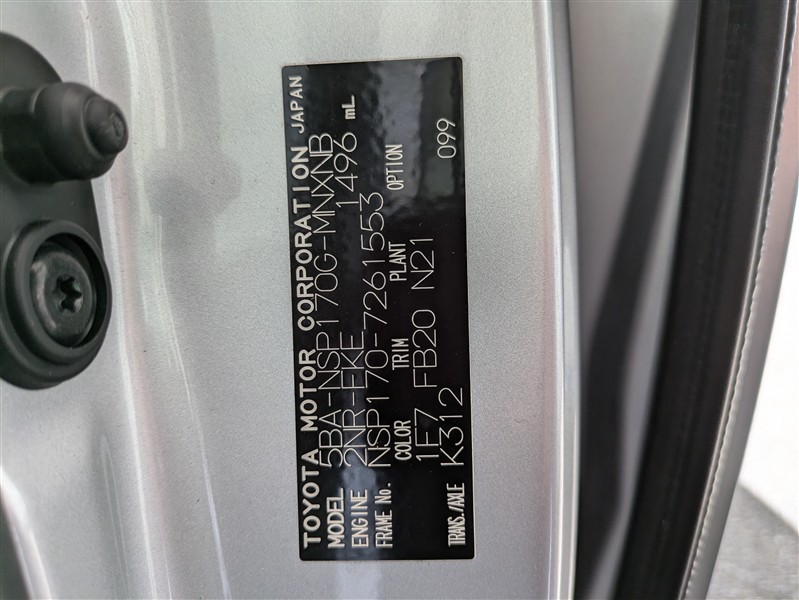 TOYOTA MOTOR CORPORATION JAPAN
MODEL 5BA-NSP170G-MNXNB
ENGINE 2NR-FKE 1496 mL
FRAME No. NSP170-7261553
COLOR TRIM PLANT OPTION
1F7 FB20 N21 099
TRANS./AXLE K312